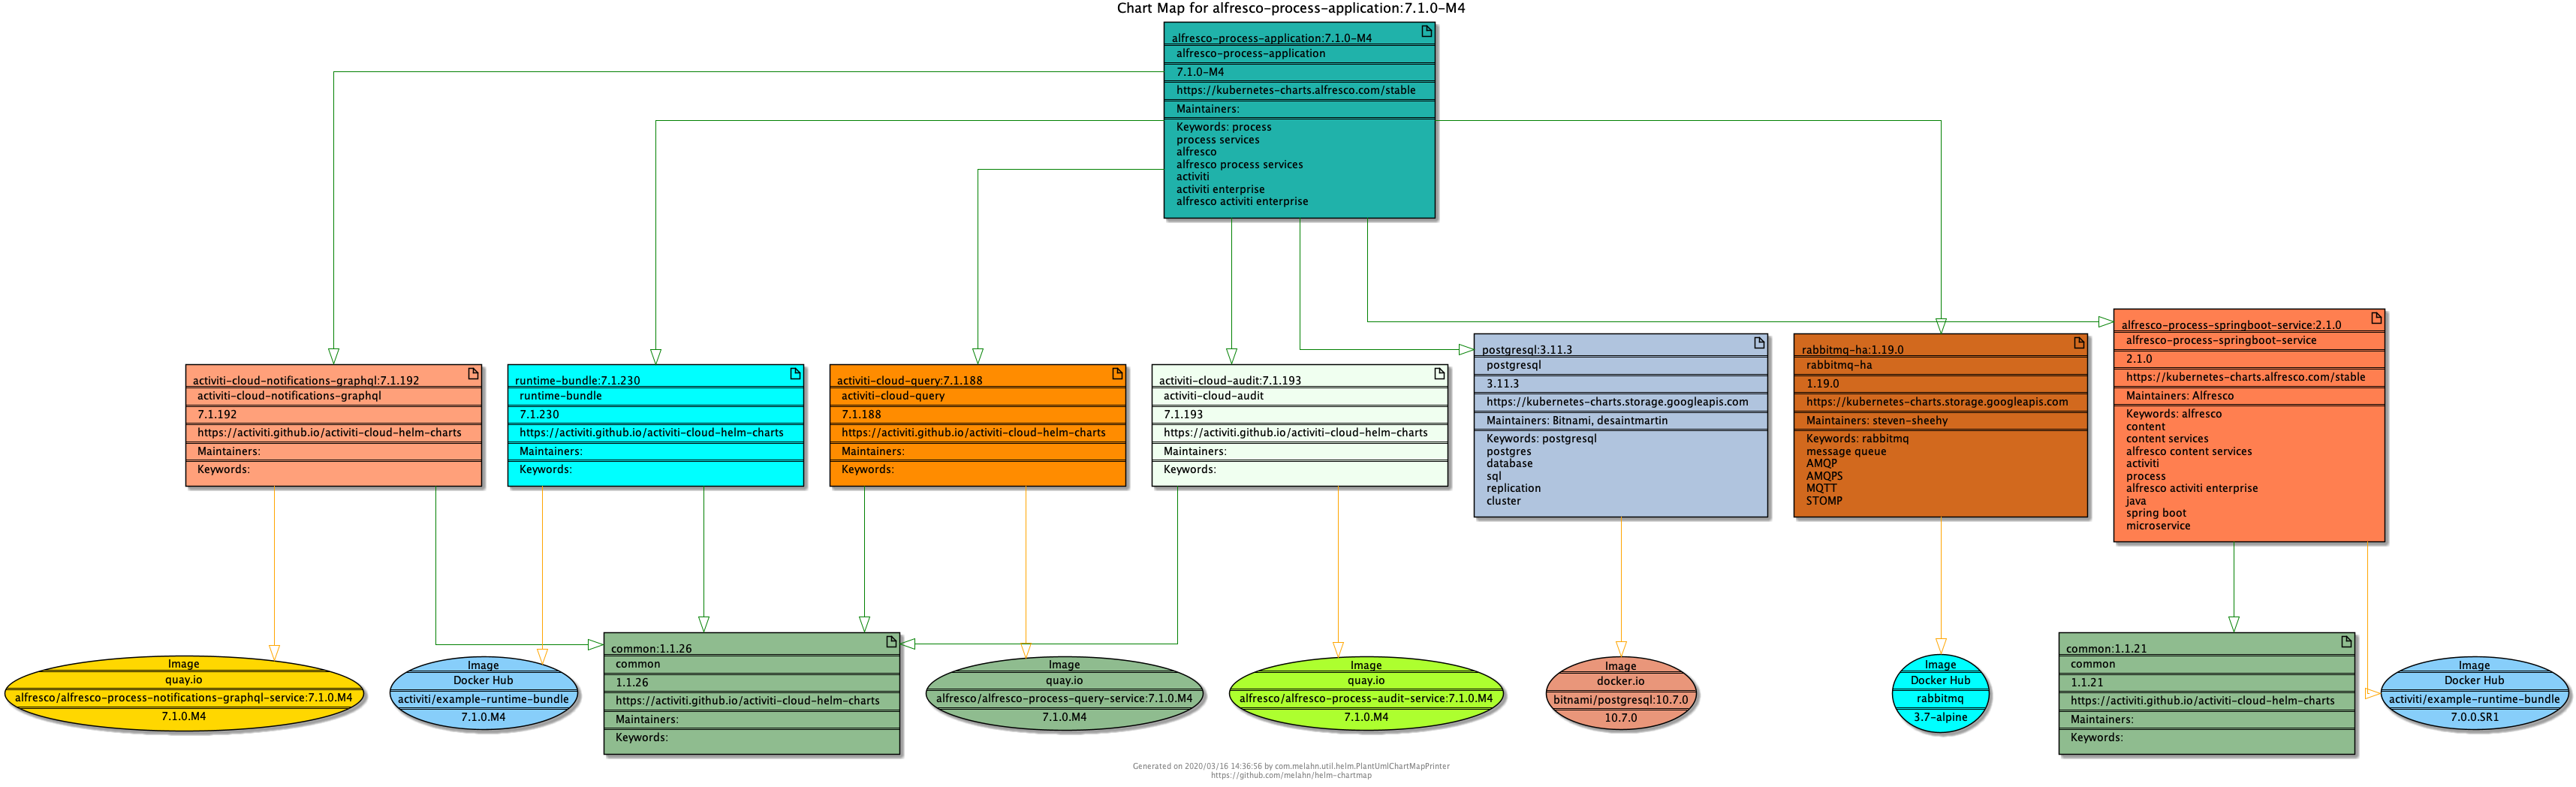 Chart Map for alfresco-process-application:7.1.0-M4
alfresco-process-application:7.1.0-M4
alfresco-process-application
7.1.0-M4
https://kubernetes-charts.alfresco.com/stable
Maintainers:
Keywords: process
process services
alfresco
alfresco process services
activiti
activiti enterprise
alfresco activiti enterprise
activiti-cloud-notifications-graphql:7.1.192
activiti-cloud-notifications-graphql
7.1.192
https://activiti.github.io/activiti-cloud-helm-charts
Maintainers:
Keywords:
runtime-bundle:7.1.230
runtime-bundle
7.1.230
https://activiti.github.io/activiti-cloud-helm-charts
Maintainers:
Keywords:
activiti-cloud-query:7.1.188
activiti-cloud-query
7.1.188
https://activiti.github.io/activiti-cloud-helm-charts
Maintainers:
Keywords:
activiti-cloud-audit:7.1.193
activiti-cloud-audit
7.1.193
https://activiti.github.io/activiti-cloud-helm-charts
Maintainers:
Keywords:
postgresql:3.11.3
postgresql
3.11.3
https://kubernetes-charts.storage.googleapis.com
Maintainers: Bitnami, desaintmartin
Keywords: postgresql
postgres
database
sql
replication
cluster
rabbitmq-ha:1.19.0
rabbitmq-ha
1.19.0
https://kubernetes-charts.storage.googleapis.com
Maintainers: steven-sheehy
Keywords: rabbitmq
message queue
AMQP
AMQPS
MQTT
STOMP
alfresco-process-springboot-service:2.1.0
alfresco-process-springboot-service
2.1.0
https://kubernetes-charts.alfresco.com/stable
Maintainers: Alfresco
Keywords: alfresco
content
content services
alfresco content services
activiti
process
alfresco activiti enterprise
java
spring boot
microservice
Image
quay.io
alfresco/alfresco-process-notifications-graphql-service:7.1.0.M4
7.1.0.M4
Image
Docker Hub
activiti/example-runtime-bundle
7.1.0.M4
common:1.1.26
common
1.1.26
https://activiti.github.io/activiti-cloud-helm-charts
Maintainers:
Keywords:
Image
quay.io
alfresco/alfresco-process-query-service:7.1.0.M4
7.1.0.M4
Image
quay.io
alfresco/alfresco-process-audit-service:7.1.0.M4
7.1.0.M4
Image
docker.io
bitnami/postgresql:10.7.0
10.7.0
Image
Docker Hub
rabbitmq
3.7-alpine
common:1.1.21
common
1.1.21
https://activiti.github.io/activiti-cloud-helm-charts
Maintainers:
Keywords:
Image
Docker Hub
activiti/example-runtime-bundle
7.0.0.SR1
Generated on 2020/03/16 14:36:56 by com.melahn.util.helm.PlantUmlChartMapPrinter
https://github.com/melahn/helm-chartmap